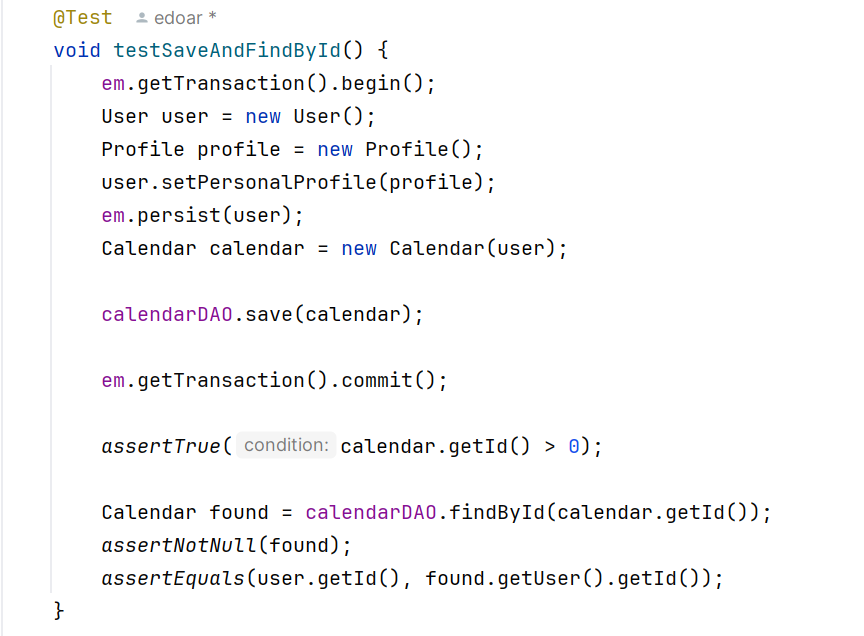 @Test edoar *
void testSaveAndFindById() {
em.getTransaction().begin();
User user = new User();
Profile profile = new Profile();
user.setPersonalProfile(profile);
em.persist(user);
Calendar calendar = new Calendar(user);
calendarDAO.save(calendar);
em.getTransaction().commit();
assertTrue( condition: calendar.getId() > 0);
Calendar found = calendarDAO.findById(calendar.getId());
assertNotNull(found);
assertEquals(user.getId(), found.getUser().getId());
}